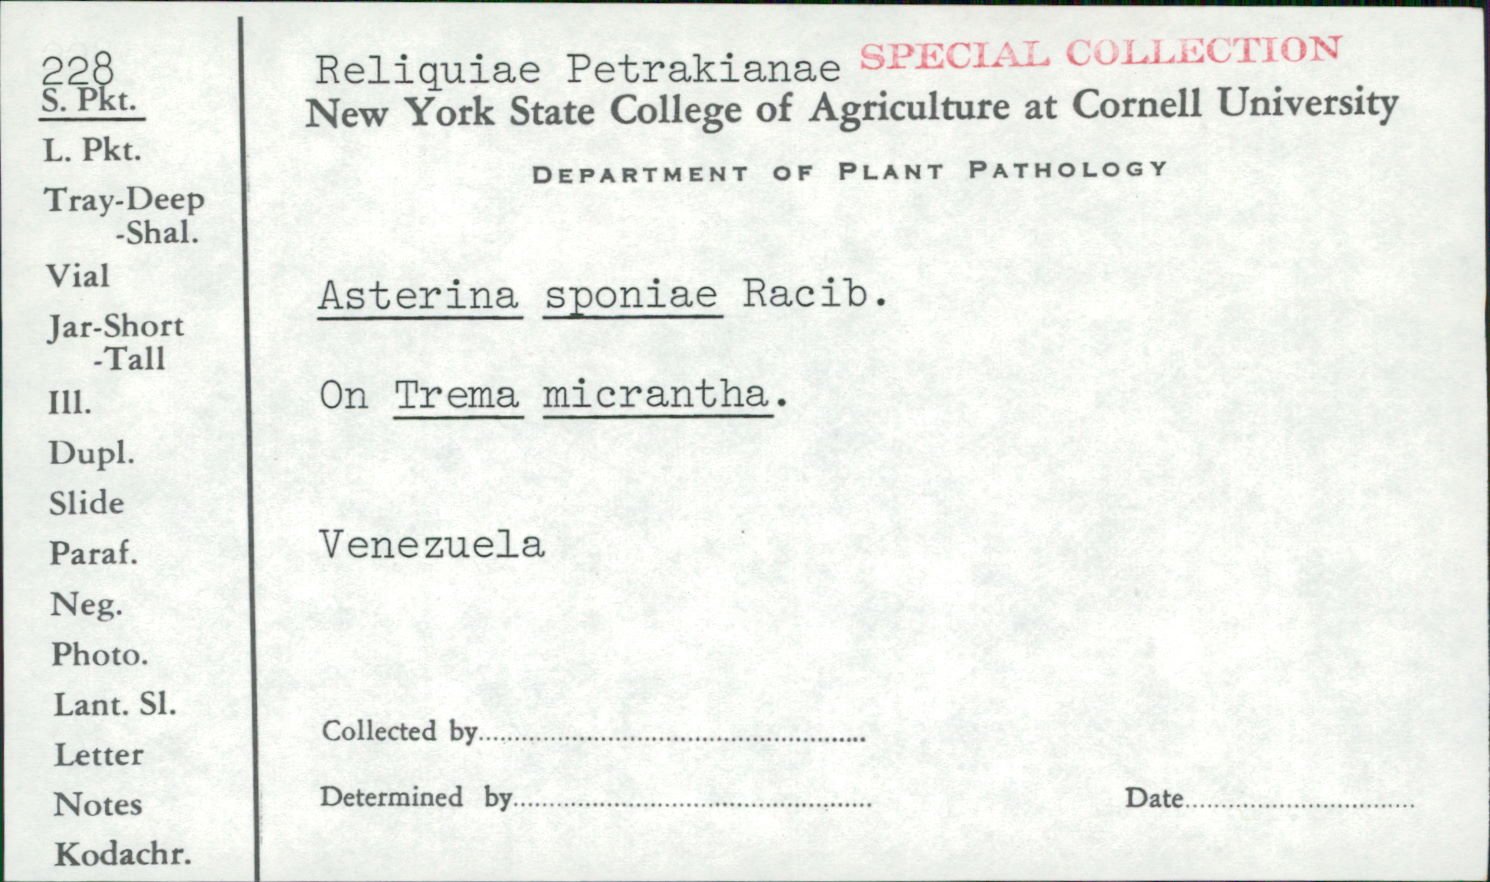 228
S. Pkt.
L. Pkt.
Tray-Deep
-Shal.
Vial
Jar-Short
-Tall
Ill.
Dupl.
Slide
Paraf.
Neg.
Photo.
Lant. Sl.
Letter
Notes
Kodachr.
Reliquiae Petrakianae SPECIAL COLLECTION
New York State College of Agriculture at Cornell University
DEPARTMENT OF PLANT PATHOLOGY
Asterina sponiae Racib.
On Trema micrantha.
Venezuela
Collected by
Determined by
Date